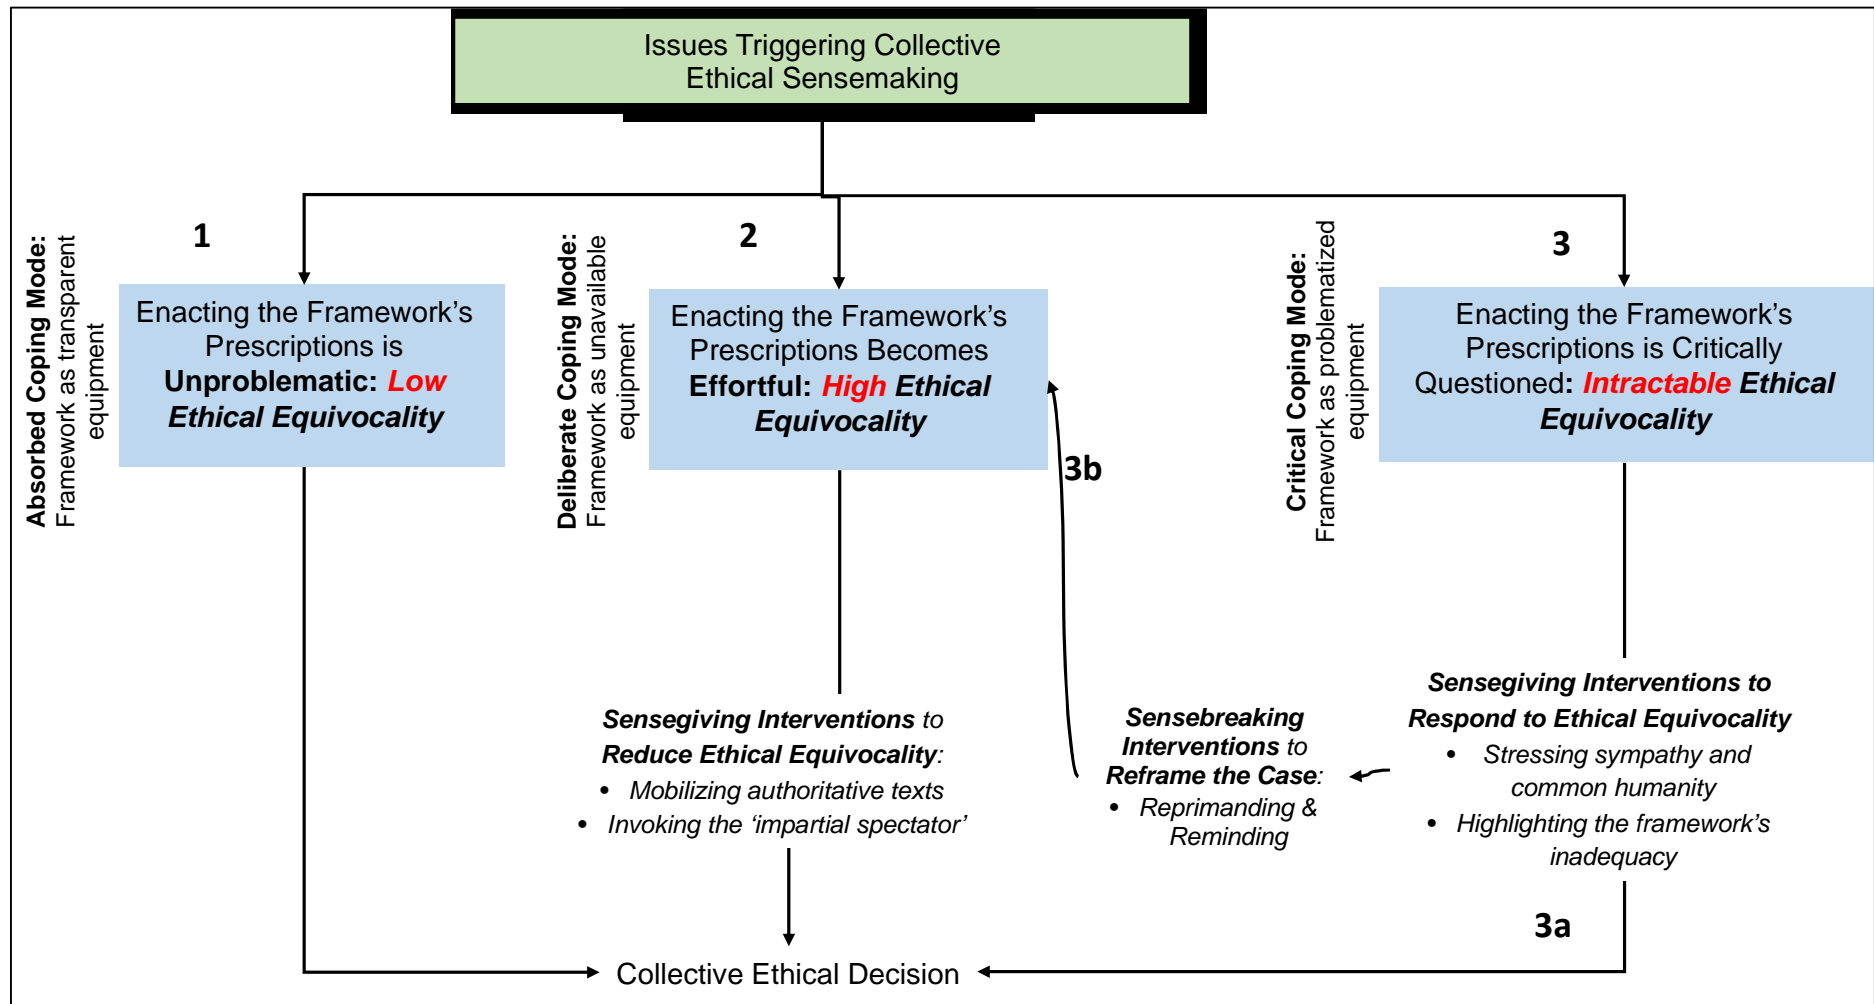 Issues Triggering Collective
Ethical Sensemaking
1
2
3
Absorbed Coping Mode:
Framework as transparent
equipment
Enacting the Framework’s
Prescriptions is
Unproblematic: Low
Ethical Equivocality
Deliberate Coping Mode:
Framework as unavailable
equipment
Enacting the Framework’s
Prescriptions Becomes
Effortful: High Ethical
Equivocality
Critical Coping Mode:
Framework as problematized
equipment
Enacting the Framework’s
Prescriptions is Critically
Questioned: Intractable Ethical
Equivocality
3b
Sensegiving Interventions to
Reduce Ethical Equivocality:
• Mobilizing authoritative texts
• Invoking the ‘impartial spectator’
Sensebreaking
Interventions to
Reframe the Case:
• Reprimanding &
Reminding
Sensegiving Interventions to
Respond to Ethical Equivocality
• Stressing sympathy and
common humanity
• Highlighting the framework’s
inadequacy
3a
Collective Ethical Decision